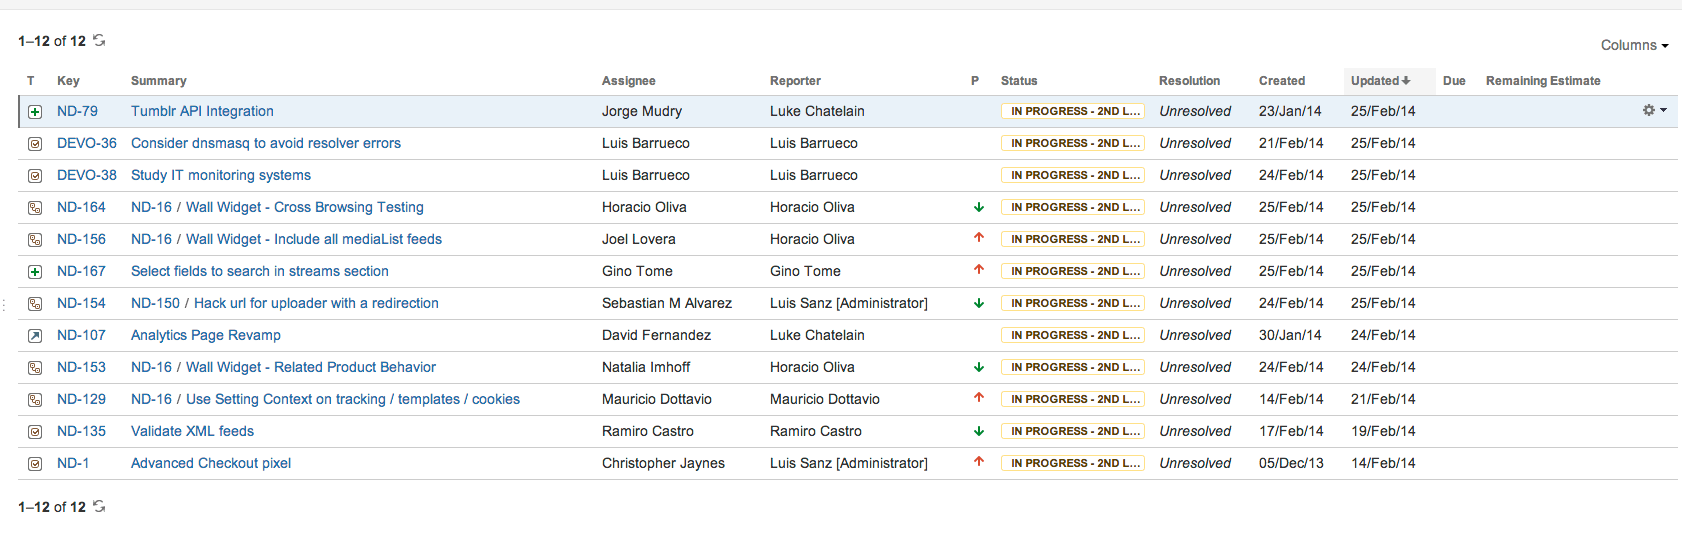 1–12 of 12
Columns
T Key Summary Assignee Reporter P Status Resolution Created Updated Due Remaining Estimate
ND-79 Tumblr API Integration Jorge Mudry Luke Chatelain IN PROGRESS - 2ND L... Unresolved 23/Jan/14 25/Feb/14
DEVO-36 Consider dnsmasq to avoid resolver errors Luis Barrueco Luis Barrueco IN PROGRESS - 2ND L... Unresolved 21/Feb/14 25/Feb/14
DEVO-38 Study IT monitoring systems Luis Barrueco Luis Barrueco IN PROGRESS - 2ND L... Unresolved 24/Feb/14 25/Feb/14
ND-164 ND-16 / Wall Widget - Cross Browsing Testing Horacio Oliva Horacio Oliva IN PROGRESS - 2ND L... Unresolved 25/Feb/14 25/Feb/14
ND-156 ND-16 / Wall Widget - Include all mediaList feeds Joel Lovera Horacio Oliva IN PROGRESS - 2ND L... Unresolved 25/Feb/14 25/Feb/14
ND-167 Select fields to search in streams section Gino Tome Gino Tome IN PROGRESS - 2ND L... Unresolved 25/Feb/14 25/Feb/14
ND-154 ND-150 / Hack url for uploader with a redirection Sebastian M Alvarez Luis Sanz [Administrator] IN PROGRESS - 2ND L... Unresolved 24/Feb/14 25/Feb/14
ND-107 Analytics Page Revamp David Fernandez Luke Chatelain IN PROGRESS - 2ND L... Unresolved 30/Jan/14 24/Feb/14
ND-153 ND-16 / Wall Widget - Related Product Behavior Natalia Imhoff Horacio Oliva IN PROGRESS - 2ND L... Unresolved 24/Feb/14 24/Feb/14
ND-129 ND-16 / Use Setting Context on tracking / templates / cookies Mauricio Dottavio Mauricio Dottavio IN PROGRESS - 2ND L... Unresolved 14/Feb/14 21/Feb/14
ND-135 Validate XML feeds Ramiro Castro Ramiro Castro IN PROGRESS - 2ND L... Unresolved 17/Feb/14 19/Feb/14
ND-1 Advanced Checkout pixel Christopher Jaynes Luis Sanz [Administrator] IN PROGRESS - 2ND L... Unresolved 05/Dec/13 14/Feb/14
1–12 of 12